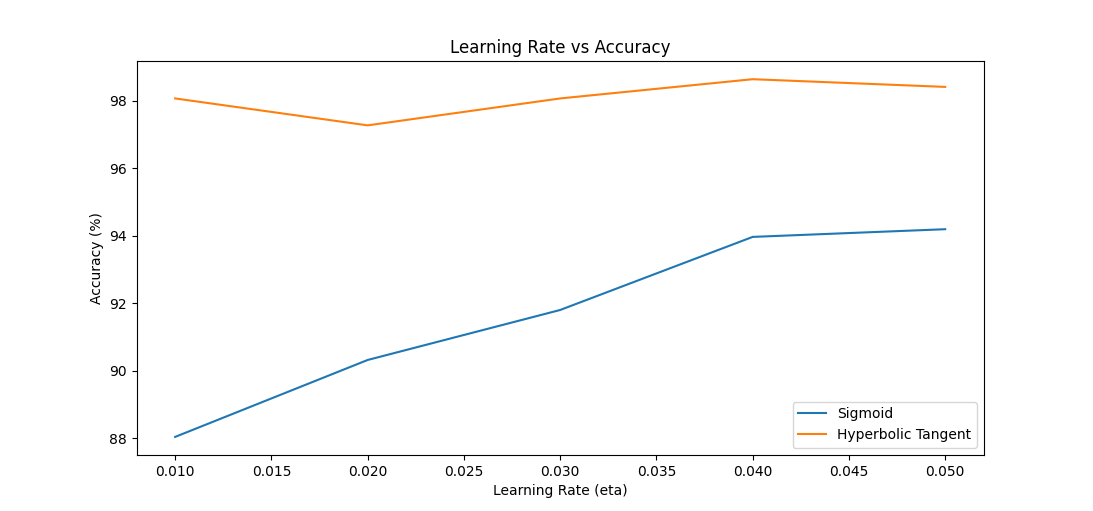 Learning Rate vs Accuracy
Accuracy (%)
98
96
94
92
90
88
Sigmoid
Hyperbolic Tangent
0.010 0.015 0.020 0.025 0.030 0.035 0.040 0.045 0.050
Learning Rate (eta)